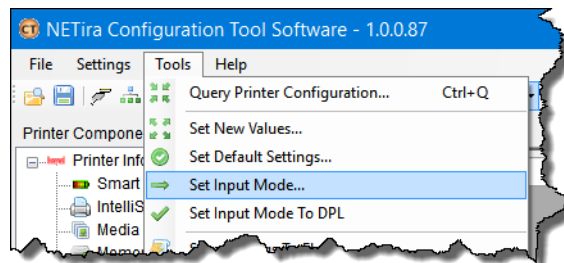 NETira Configuration Tool Software - 1.0.0.87
File Settings Tools Help
Query Printer Configuration... Ctrl+Q
Printer Compone
Set New Values...
Printer Info
Set Default Settings...
Smart
Set Input Mode...
IntelliS
Set Input Mode To DPL
Media